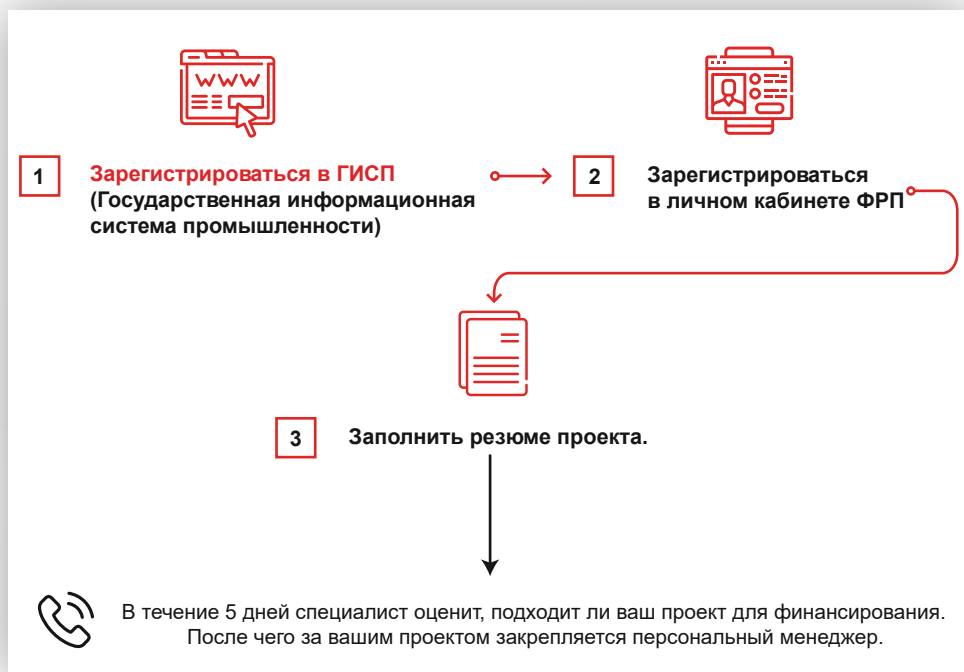 WWW
1
Зарегистрироваться в ГИСП
(Государственная информационная
система промышленности)
2
Зарегистрироваться
в личном кабинете ФРП
3
Заполнить резюме проекта.
В течение 5 дней специалист оценит, подходит ли ваш проект для финансирования.
После чего за вашим проектом закрепляется персональный менеджер.